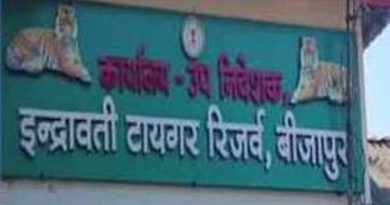 कार्यालय - उप निदेशक,
इन्द्रावती टायगर रिजर्व, बीजापुर